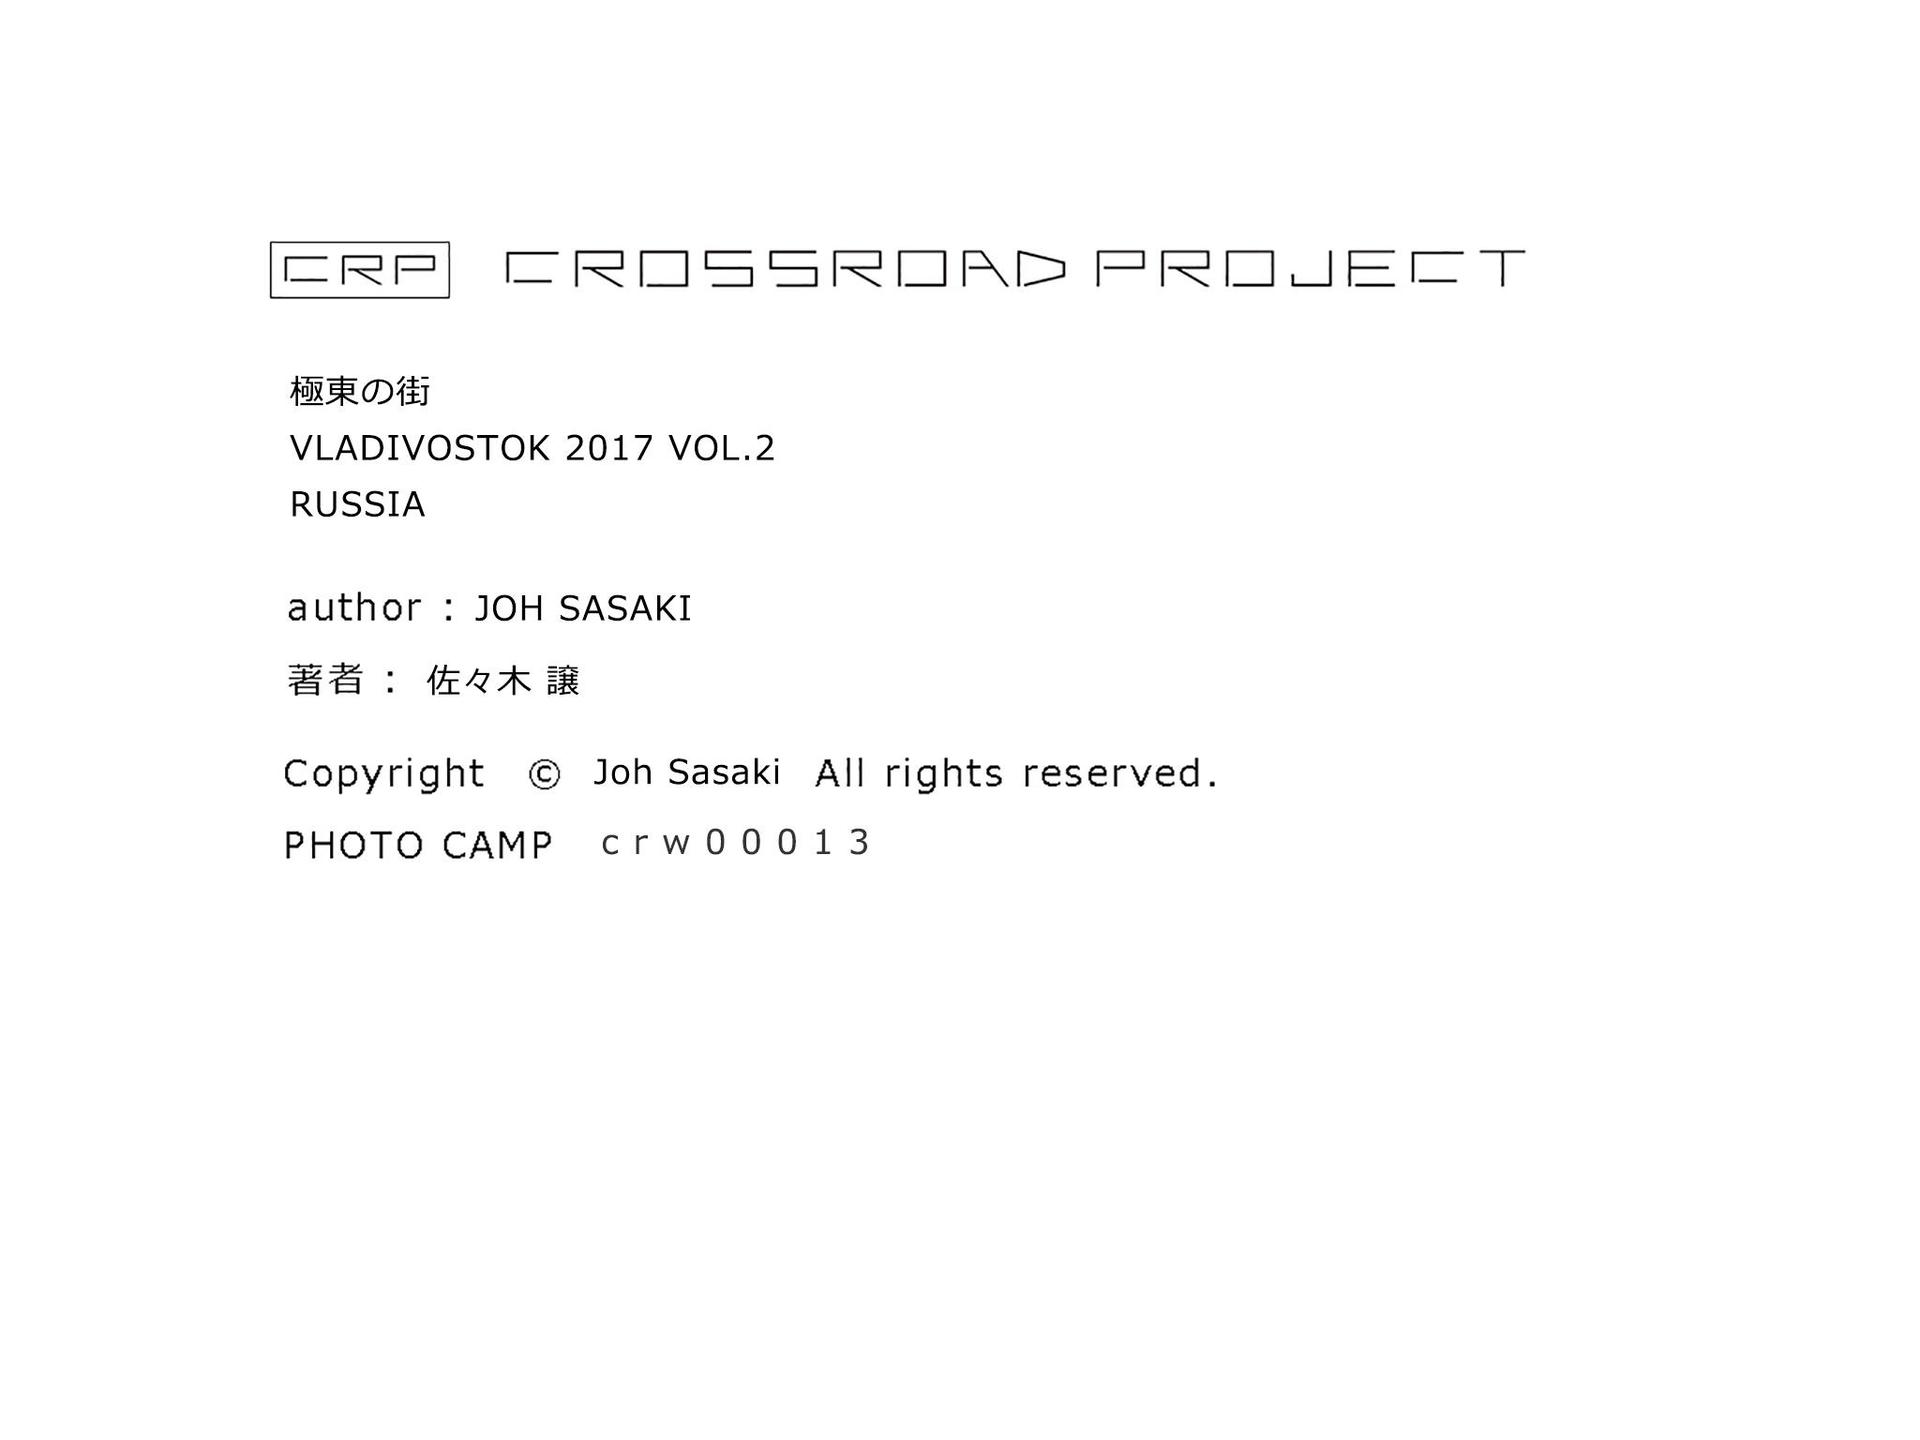 CRP CROSSROAD PROJECT
極東の街
VLADIVOSTOK 2017 VOL.2
RUSSIA
author : JOH SASAKI
著者 : 佐々木 譲
Copyright © Joh Sasaki All rights reserved.
PHOTO CAMP crw00013